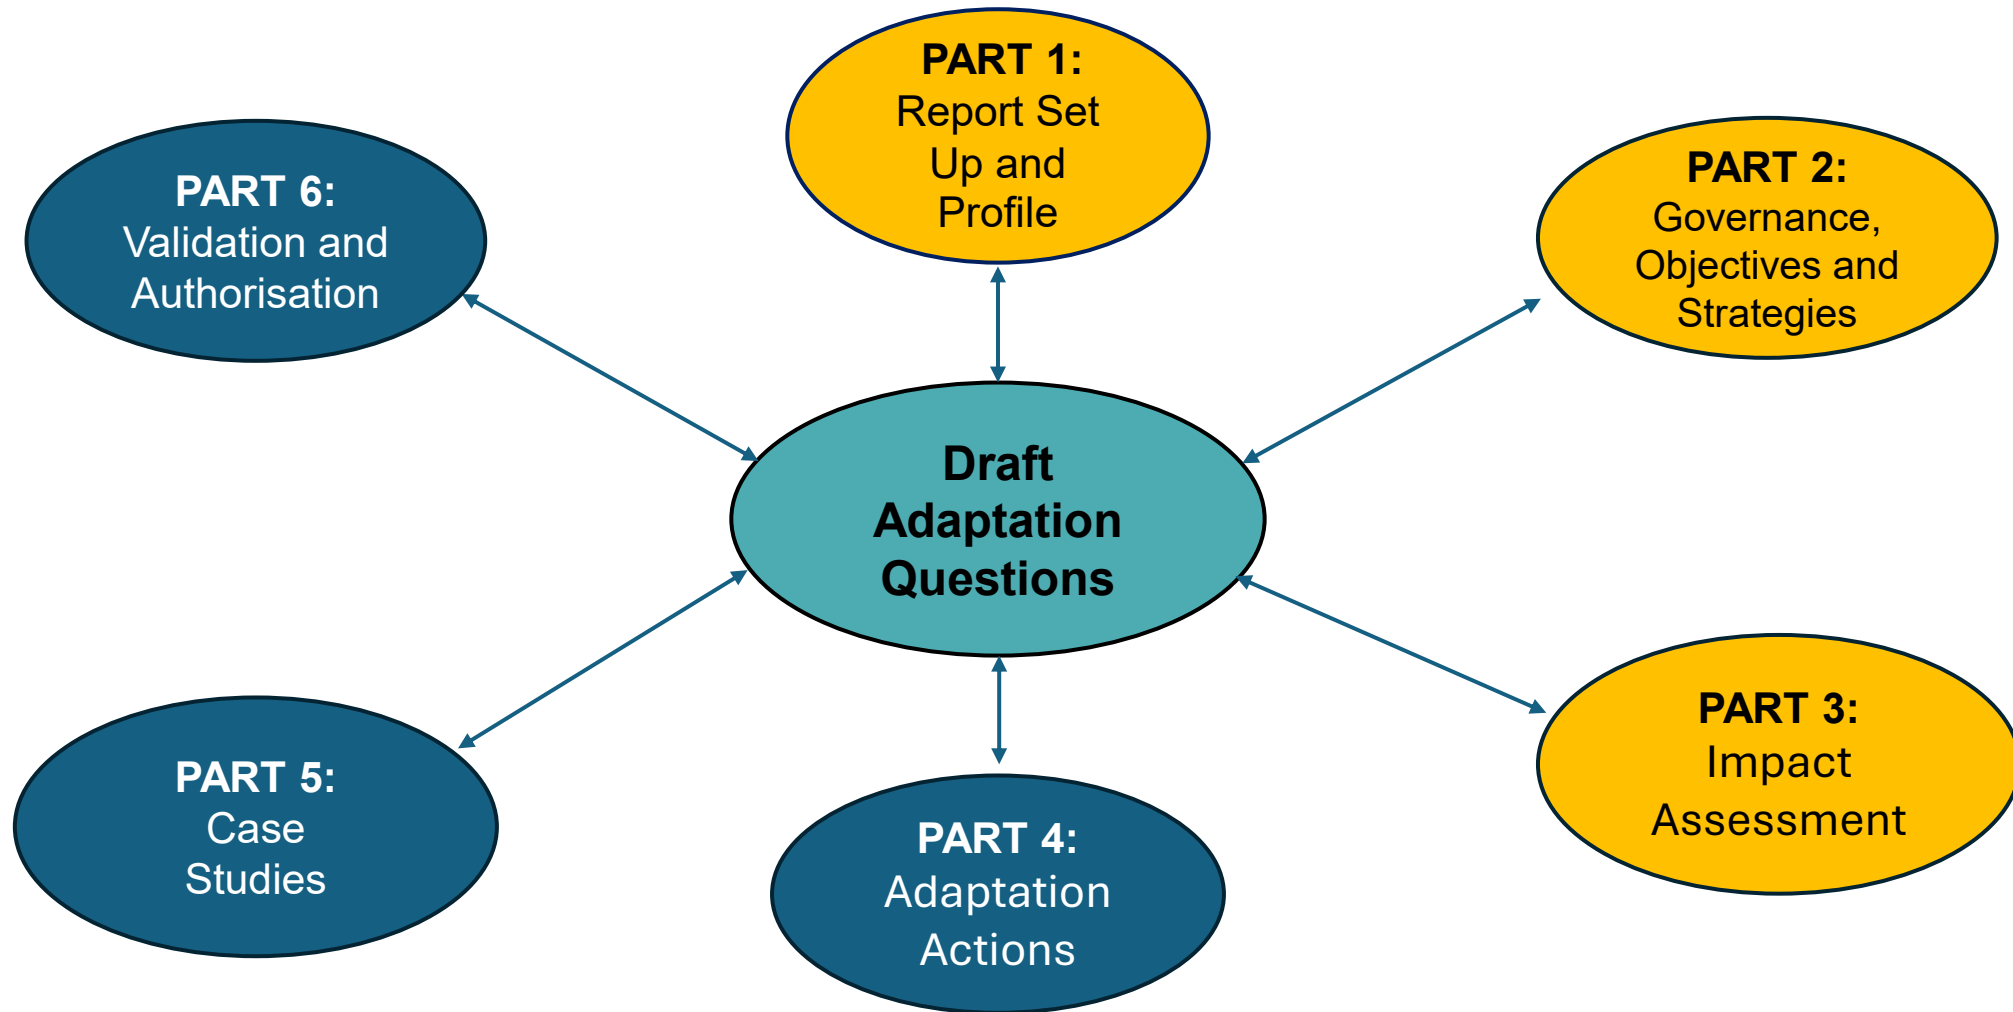 PART 1:
Report Set
Up and
Profile
PART 2:
Governance,
Objectives and
Strategies
PART 6:
Validation and
Authorisation
Draft
Adaptation
Questions
PART 3:
Impact
Assessment
PART 5:
Case
Studies
PART 4:
Adaptation
Actions